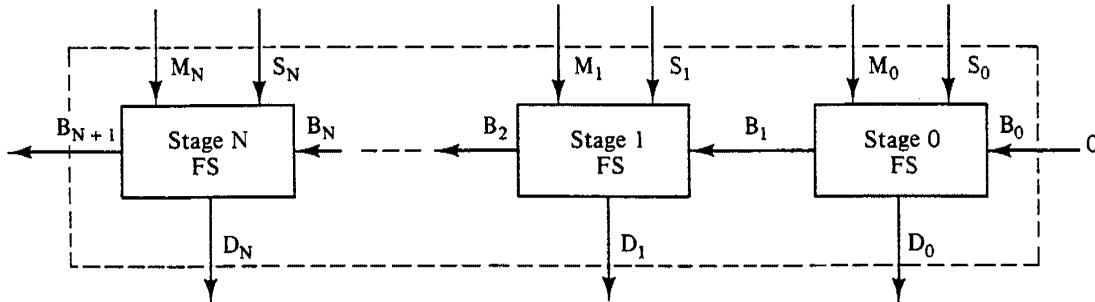 M_N S_N M_1 S_1 M_0 S_0
B_{N+1} Stage N FS B_N B_2 Stage 1 FS B_1 Stage 0 FS B_0 0
D_N D_1 D_0